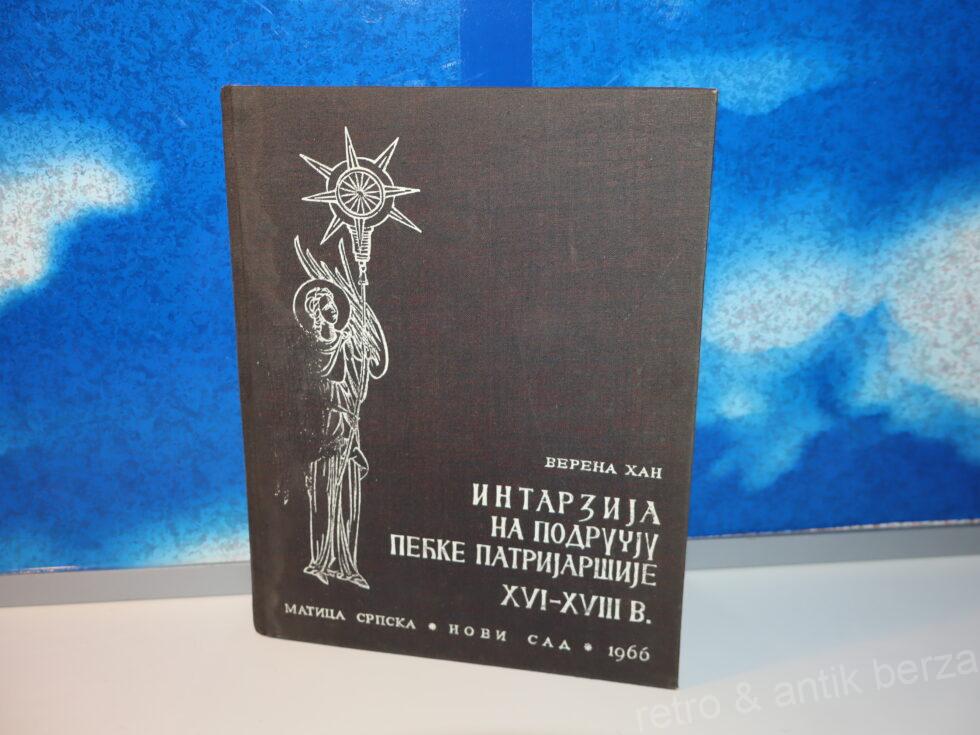 ВЕРЕНА ХАН
ИНТАРЗИЈА
НА ПОДРУЧЈУ
ПЕЋКЕ ПАТРИЈАРШИЈЕ
XVI–XVIII В.
МАТИЦА СРПСКА * НОВИ САД * 1966
retro & antik berza